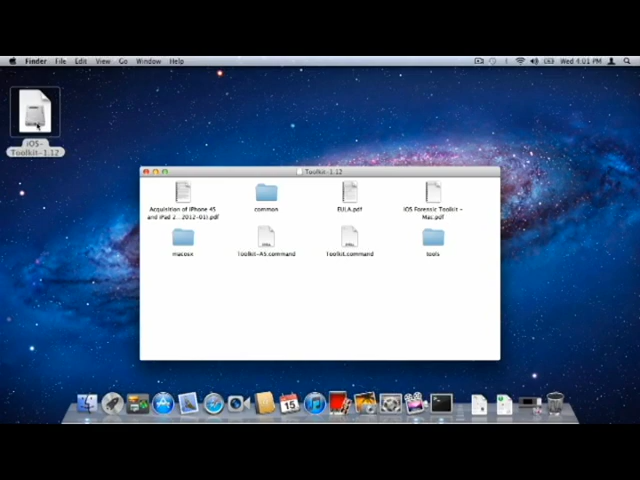 Finder File Edit View Go Window Help Wed 4:01 PM
iOS-
Toolkit-1.12
Toolkit-1.12
Acquisition of iPhone 4S
and iPad 2...2012-01).pdf
common
EULA.pdf
iOS Forensic Toolkit -
Mac.pdf
macosx
Toolkit-A5.command
Toolkit.command
tools
15